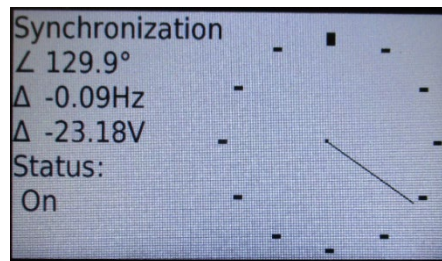 Synchronization
∠ 129.9°
Δ -0.09Hz
Δ -23.18V
Status:
On